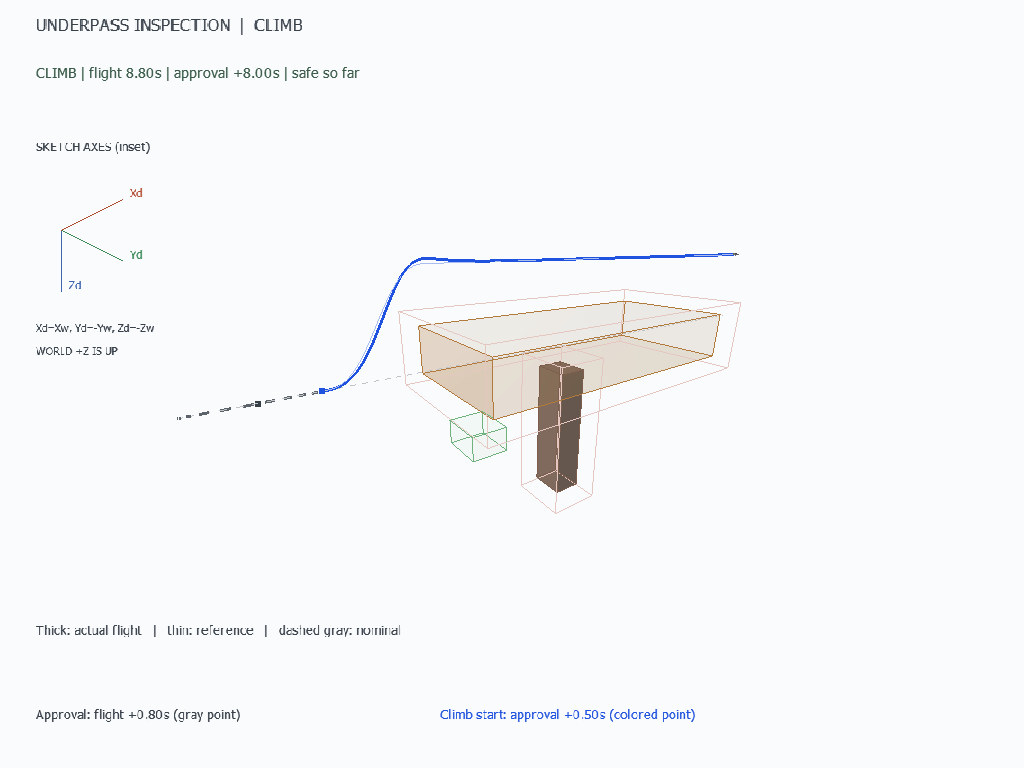 UNDERPASS INSPECTION | CLIMB
CLIMB | flight 8.80s | approval +8.00s | safe so far
SKETCH AXES (inset)
Xd
Yd
Zd
Xd=Xw, Yd=-Yw, Zd=-Zw
WORLD +Z IS UP
Thick: actual flight | thin: reference | dashed gray: nominal
Approval: flight +0.80s (gray point)
Climb start: approval +0.50s (colored point)